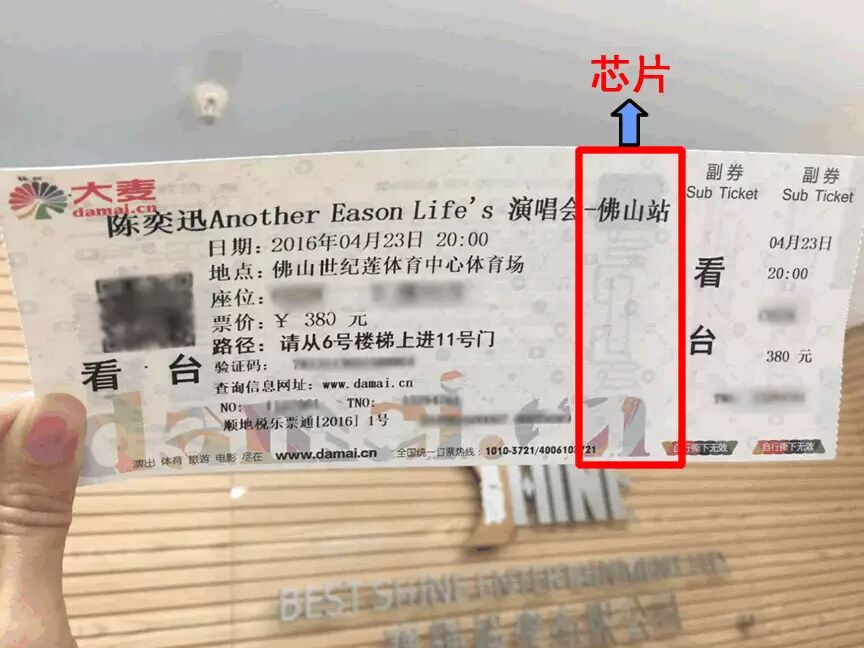 芯片
大麦
damai.cn
陈奕迅Another Eason Life's 演唱会-佛山站
日期: 2016年04月23日 20:00
地点: 佛山世纪莲体育中心体育场
座位:
票价: ¥ 380 元
路径: 请从6号楼梯上进11号门
验证码:
查询信息网址: www.damai.cn
NO: TNO:
顺地税乐票通[2016] 1号
看 台
damai.cn
演出 体育 旅游 电影 尽在 www.damai.cn 全国统一订票热线: 1010-3721/4006103721
副券
Sub Ticket
看
台
自行撕下无效
副券
Sub Ticket
04月23日
20:00
380 元
自行撕下无效
MINE
BEST SHINE ENTERTAINMENT